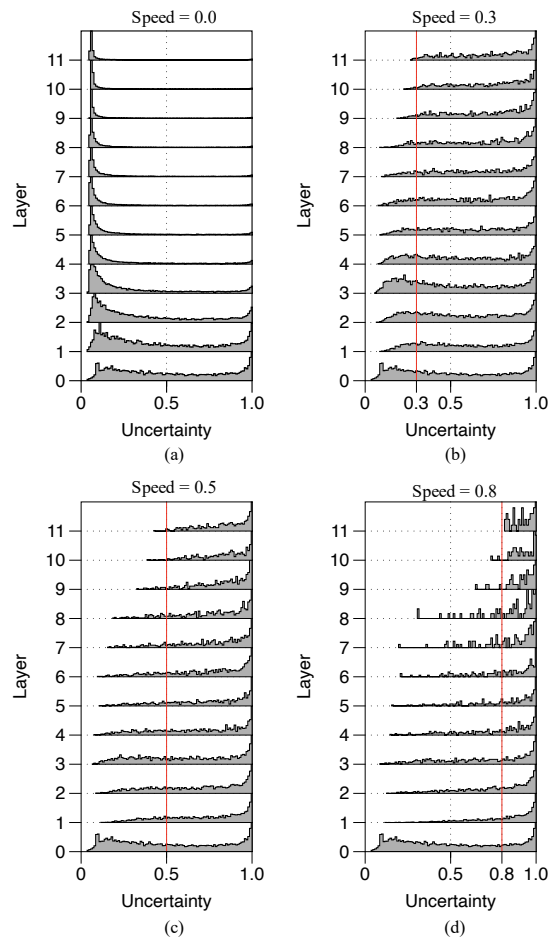 Speed = 0.0
11
10
9
8
7
6
5
4
3
2
1
0
Layer
0 0.5 1.0
Uncertainty
(a)
Speed = 0.3
11
10
9
8
7
6
5
4
3
2
1
0
Layer
0 0.3 0.5 1.0
Uncertainty
(b)
Speed = 0.5
11
10
9
8
7
6
5
4
3
2
1
0
Layer
0 0.5 1.0
Uncertainty
(c)
Speed = 0.8
11
10
9
8
7
6
5
4
3
2
1
0
Layer
0 0.5 0.8 1.0
Uncertainty
(d)